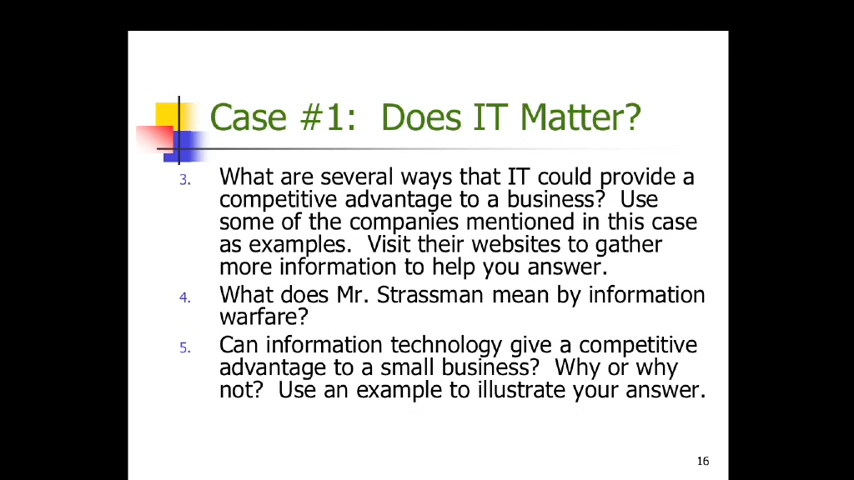 Case #1: Does IT Matter?
3. What are several ways that IT could provide a
competitive advantage to a business? Use
some of the companies mentioned in this case
as examples. Visit their websites to gather
more information to help you answer.
4. What does Mr. Strassman mean by information
warfare?
5. Can information technology give a competitive
advantage to a small business? Why or why
not? Use an example to illustrate your answer.
16